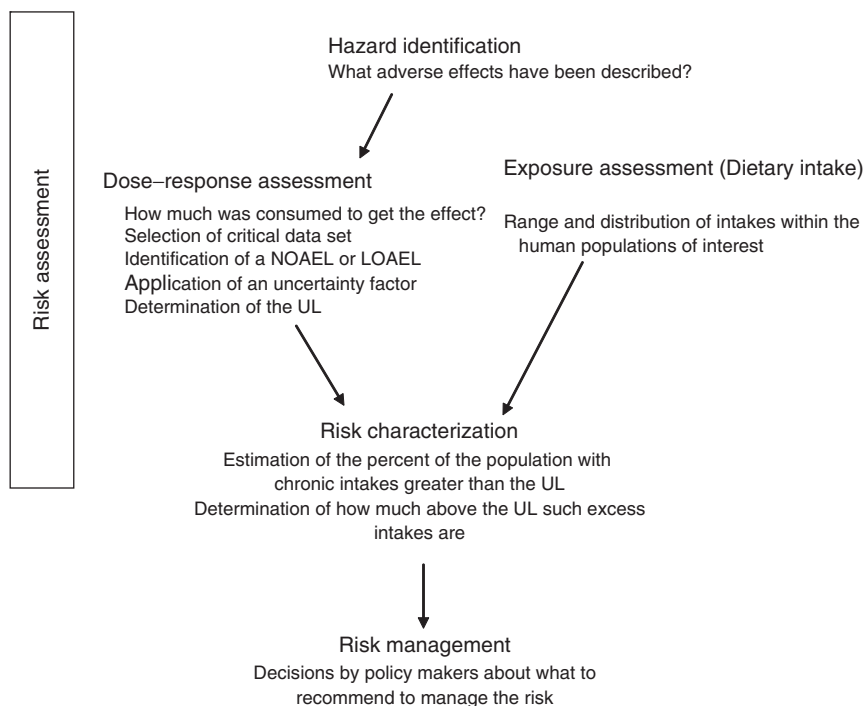 Risk assessment
Hazard identification
What adverse effects have been described?
Dose–response assessment
How much was consumed to get the effect?
Selection of critical data set
Identification of a NOAEL or LOAEL
Application of an uncertainty factor
Determination of the UL
Exposure assessment (Dietary intake)
Range and distribution of intakes within the
human populations of interest
Risk characterization
Estimation of the percent of the population with
chronic intakes greater than the UL
Determination of how much above the UL such excess
intakes are
Risk management
Decisions by policy makers about what to
recommend to manage the risk